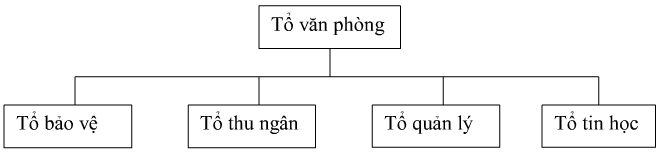 Tổ văn phòng
Tổ bảo vệ
Tổ thu ngân
Tổ quản lý
Tổ tin học